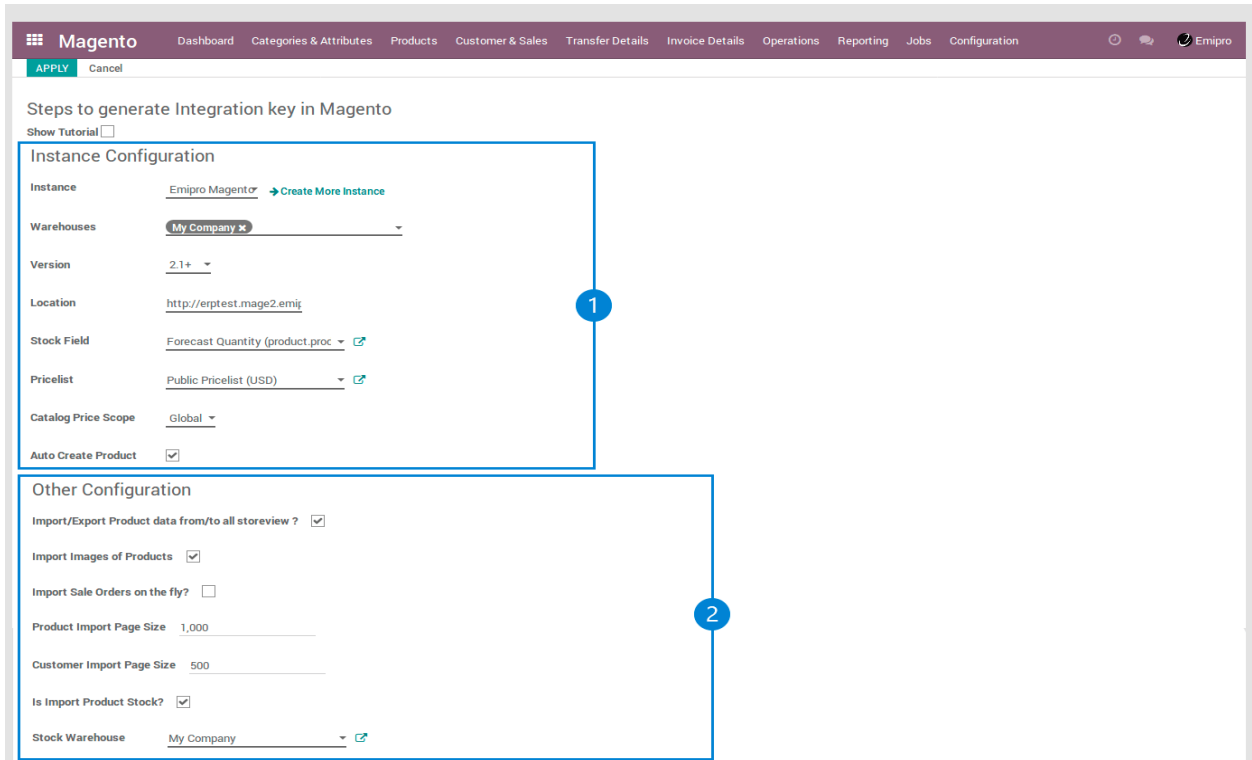 Magento Dashboard Categories & Attributes Products Customer & Sales Transfer Details Invoice Details Operations Reporting Jobs Configuration Emipro
APPLY Cancel
Steps to generate Integration key in Magento
Show Tutorial
Instance Configuration
Instance Emipro Magento Create More Instance
Warehouses My Company
Version 2.1+
Location http://erptest.mage2.emip
1
Stock Field Forecast Quantity (product.proc
Pricelist Public Pricelist (USD)
Catalog Price Scope Global
Auto Create Product
Other Configuration
Import/Export Product data from/to all storeview ?
Import Images of Products
Import Sale Orders on the fly?
2
Product Import Page Size 1,000
Customer Import Page Size 500
Is Import Product Stock?
Stock Warehouse My Company